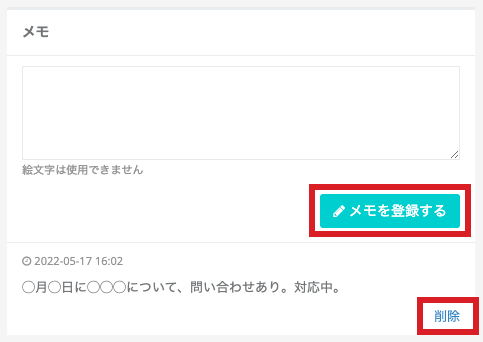 メモ
絵文字は使用できません
メモを登録する
2022-05-17 16:02
◯月◯日に◯◯◯について、問い合わせあり。対応中。
削除